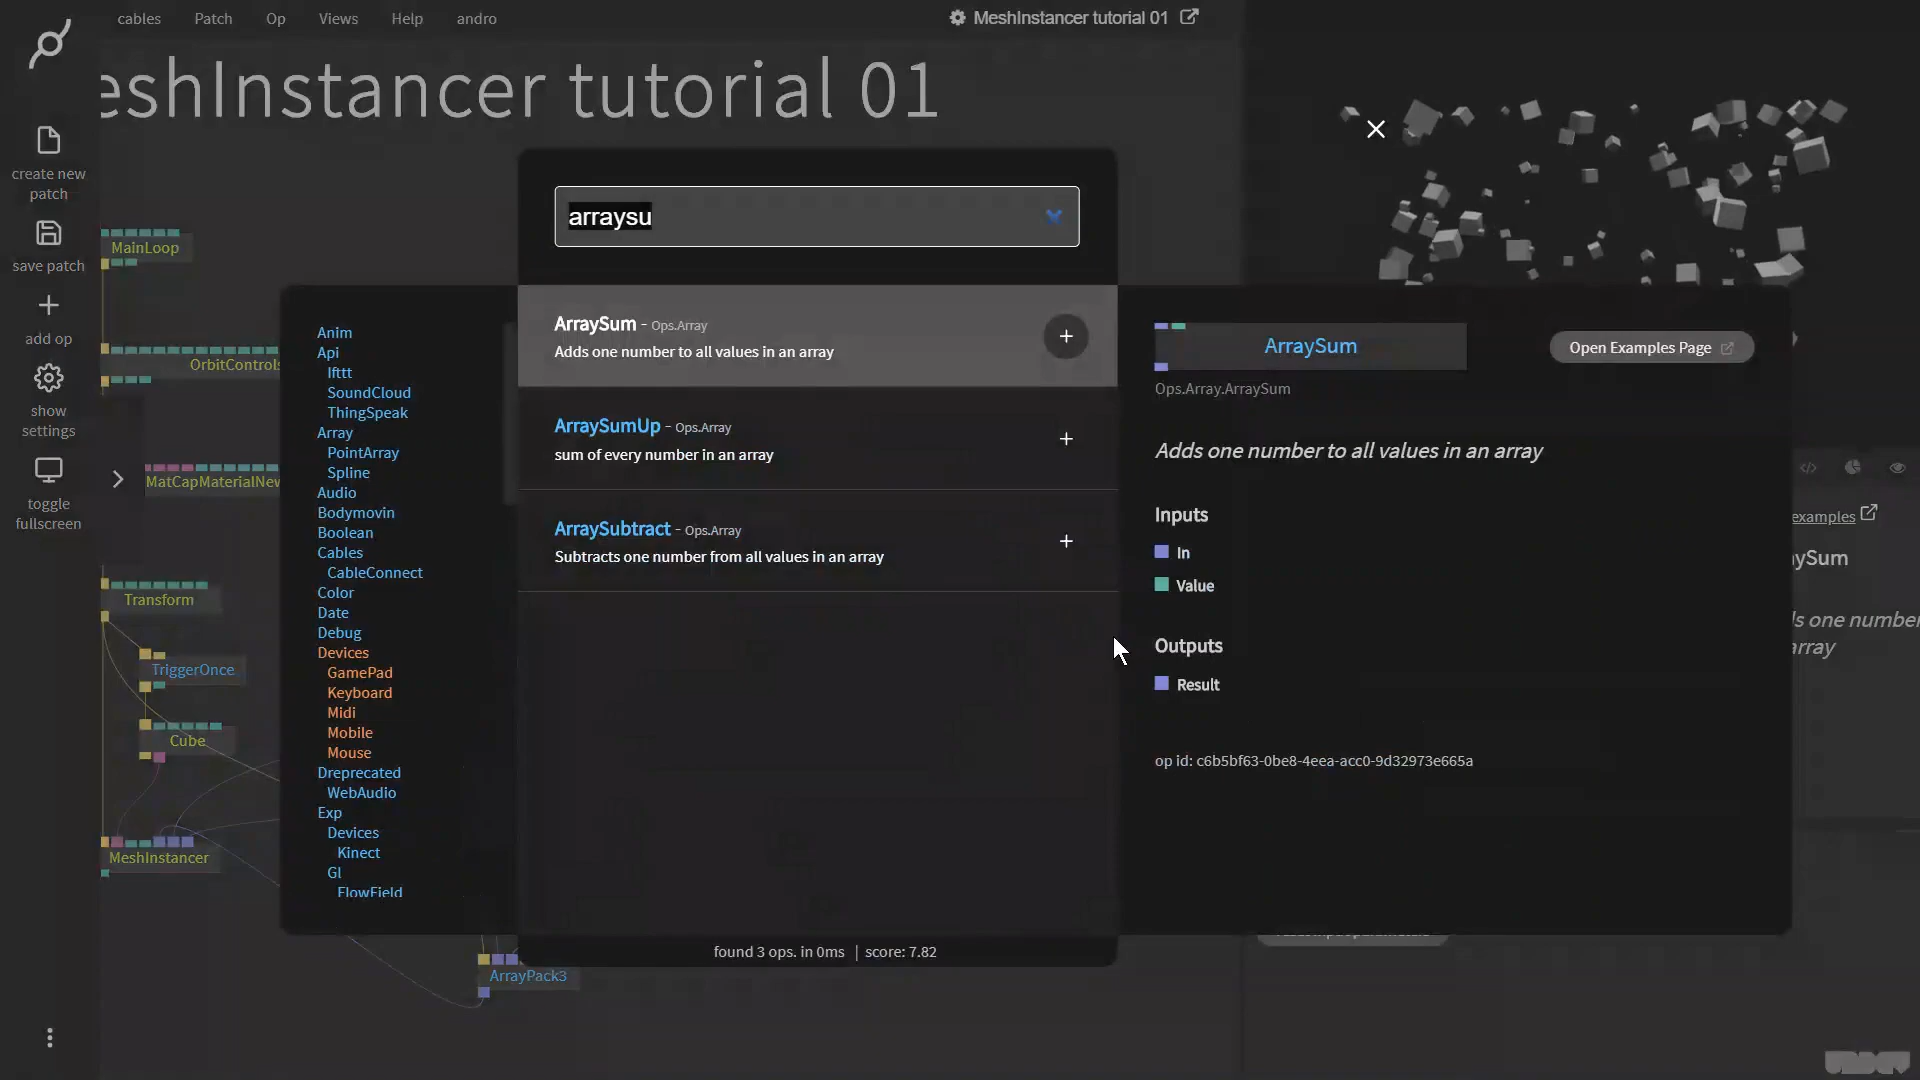 cables
Patch
Op
Views
Help
andro
MeshInstancer tutorial 01
eshInstancer tutorial 01
create new
patch
save patch
add op
show
settings
toggle
fullscreen
MainLoop
OrbitControls
MatCapMaterialNew
Transform
TriggerOnce
Cube
MeshInstancer
ArrayPack3
arraysu
Anim
Api
Ifttt
SoundCloud
ThingSpeak
Array
PointArray
Spline
Audio
Bodymovin
Boolean
Cables
CableConnect
Color
Date
Debug
Devices
GamePad
Keyboard
Midi
Mobile
Mouse
Dreprecated
WebAudio
Exp
Devices
Kinect
Gl
FlowField
ArraySum - Ops.Array
Adds one number to all values in an array
ArraySumUp - Ops.Array
sum of every number in an array
ArraySubtract - Ops.Array
Subtracts one number from all values in an array
found 3 ops. in 0ms | score: 7.82
ArraySum
Open Examples Page
Ops.Array.ArraySum
Adds one number to all values in an array
Inputs
In
Value
Outputs
Result
op id: c6b5bf63-0be8-4eea-acc0-9d32973e665a
examples
aySum
ls one number
array